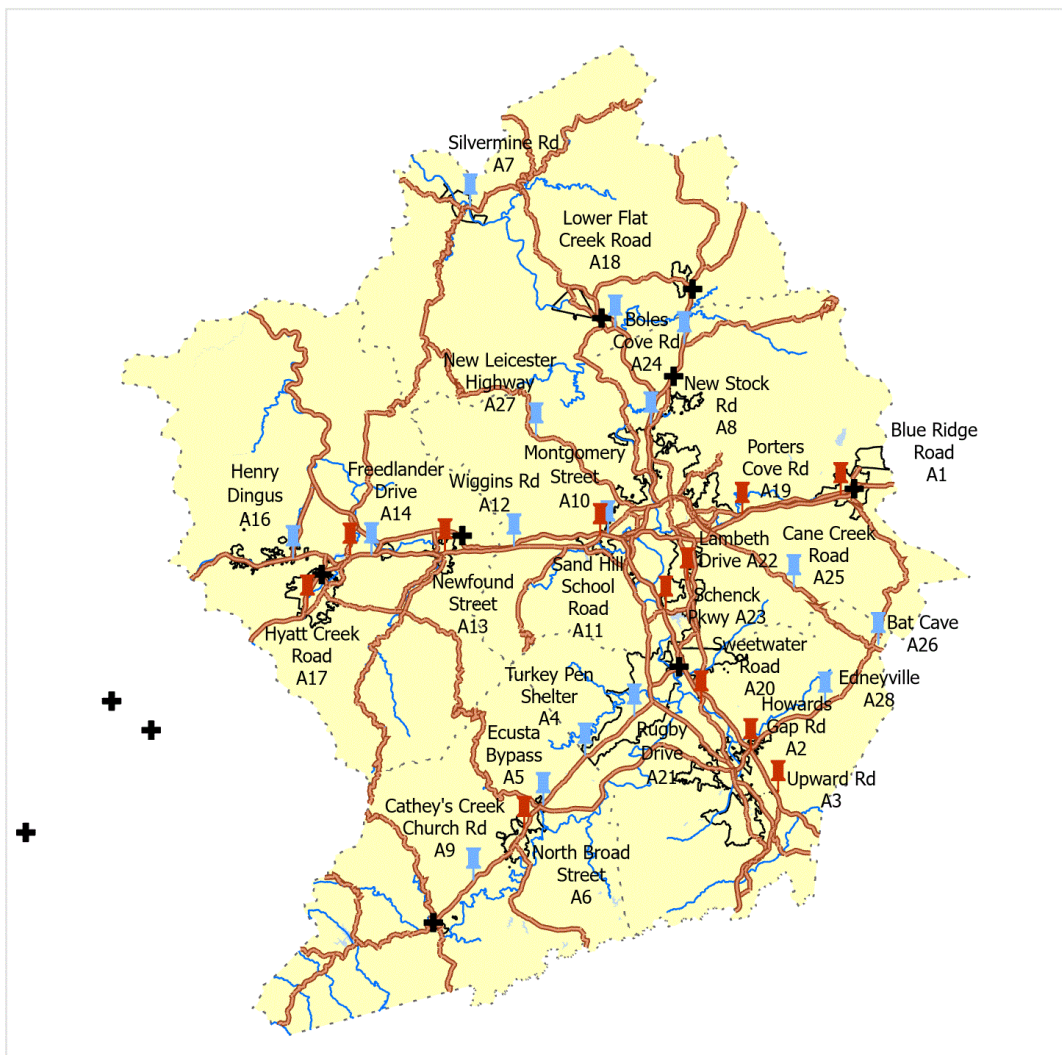 Silvermine Rd
A7
Lower Flat
Creek Road
A18
Boles
Cove Rd
A24
New Leicester
Highway
A27
New Stock
Rd
A8
Blue Ridge
Road
A1
Porters
Cove Rd
A19
Montgomery
Street
A10
Wiggins Rd
A12
Freedlander
Drive
A14
Henry
Dingus
A16
Lambeth
Drive A22
Cane Creek
Road
A25
Sand Hill
School
Road
A11
Newfound
Street
A13
Schenck
Pkwy A23
Hyatt Creek
Road
A17
Bat Cave
A26
Sweetwater
Road
A20
Edneyville
A28
Turkey Pen
Shelter
A4
Howards
Gap Rd
A2
Rugby
Drive
A21
Ecusta
Bypass
A5
Upward Rd
A3
Cathey's Creek
Church Rd
A9
North Broad
Street
A6